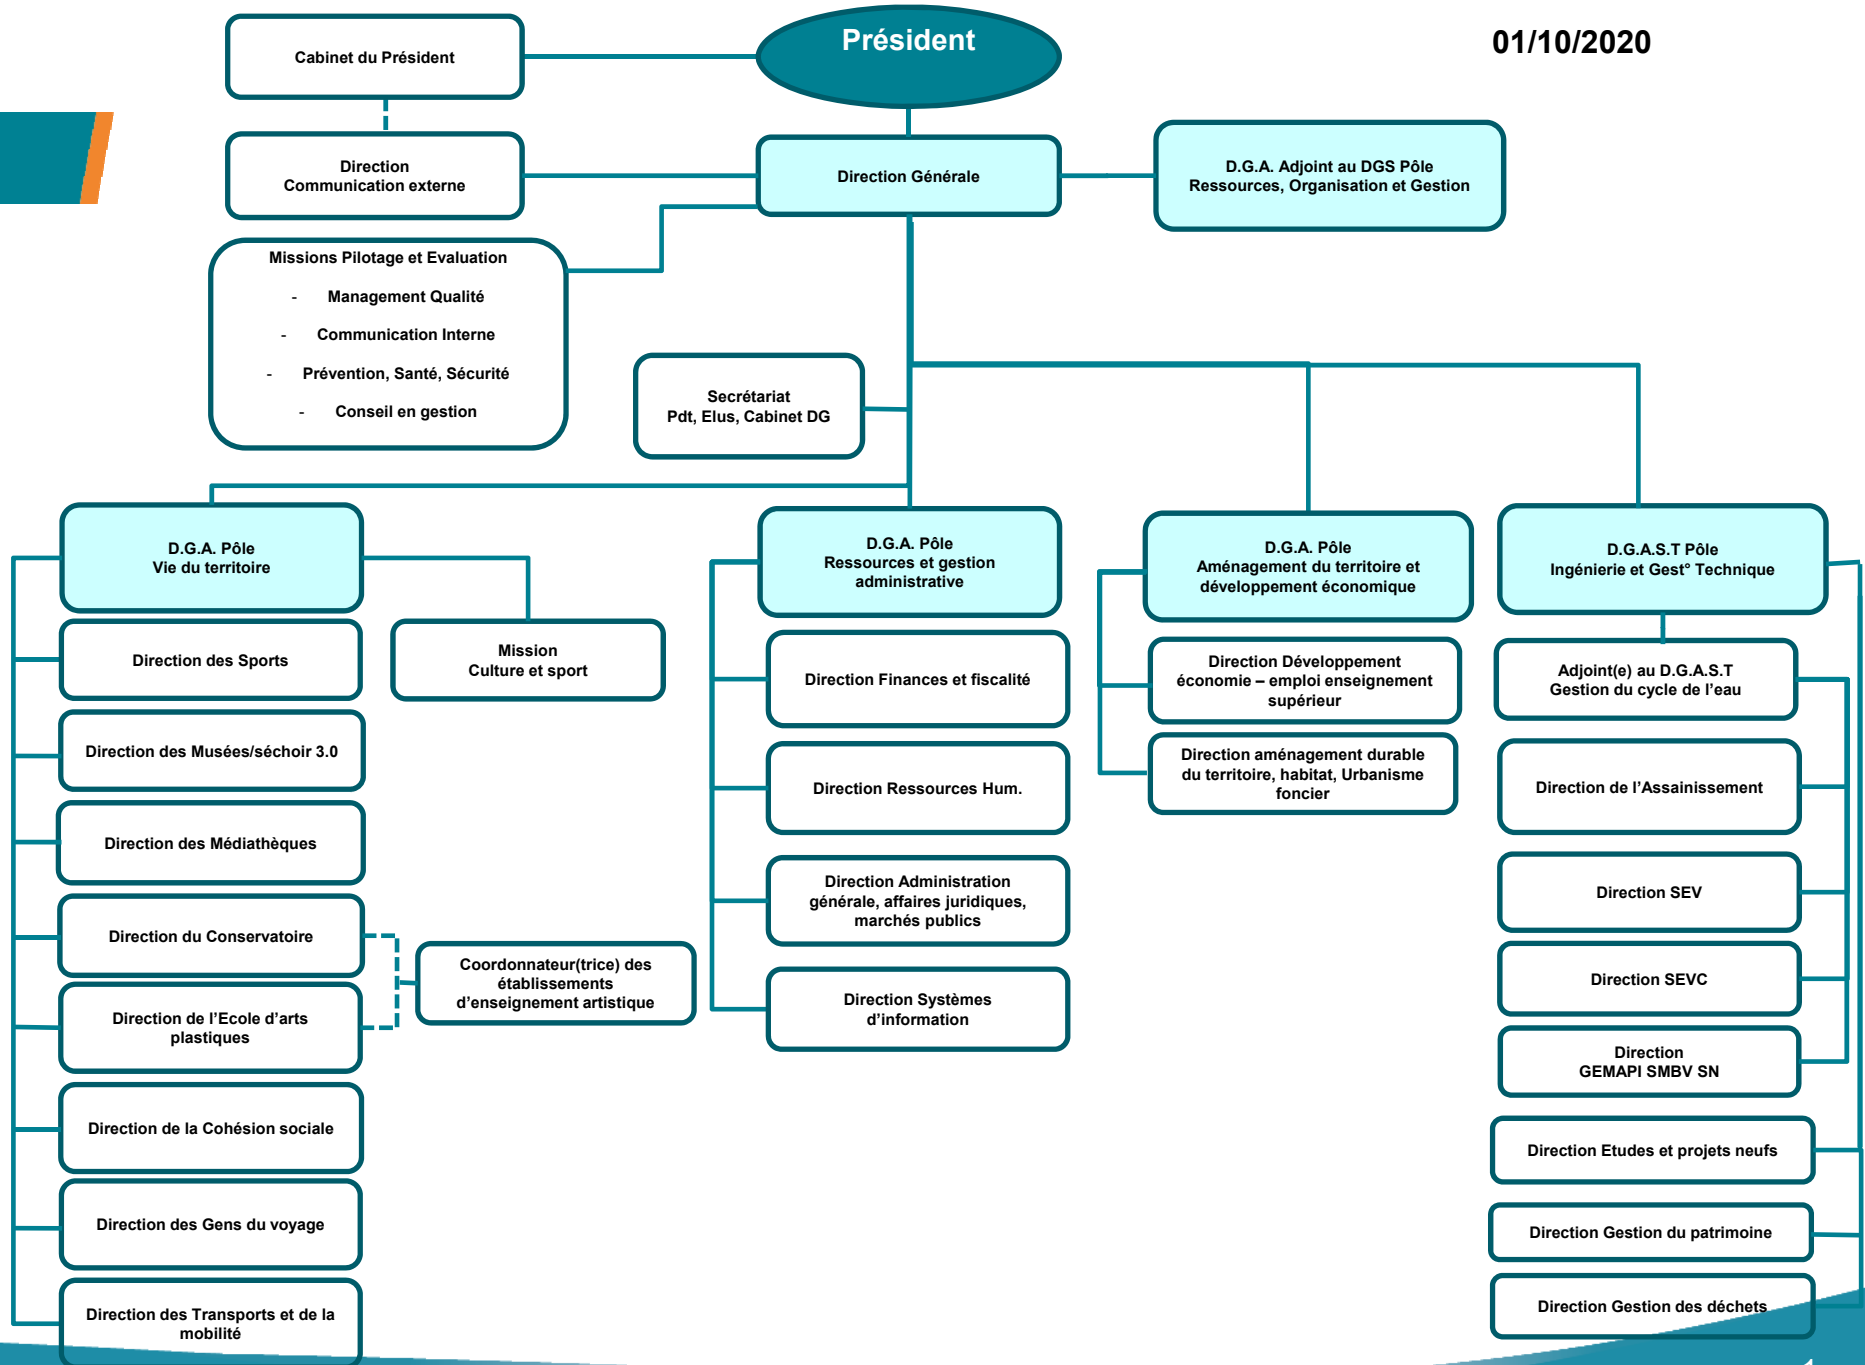 Président
01/10/2020
Cabinet du Président
Direction
Communication externe
Direction Générale
D.G.A. Adjoint au DGS Pôle
Ressources, Organisation et Gestion
Missions Pilotage et Evaluation
- Management Qualité
- Communication Interne
- Prévention, Santé, Sécurité
- Conseil en gestion
Secrétariat
Pdt, Elus, Cabinet DG
D.G.A. Pôle
Vie du territoire
Direction des Sports
Direction des Musées/séchoir 3.0
Direction des Médiathèques
Direction du Conservatoire
Direction de l’Ecole d’arts
plastiques
Direction de la Cohésion sociale
Direction des Gens du voyage
Direction des Transports et de la
mobilité
Mission
Culture et sport
Coordonnateur(trice) des
établissements
d’enseignement artistique
D.G.A. Pôle
Ressources et gestion
administrative
Direction Finances et fiscalité
Direction Ressources Hum.
Direction Administration
générale, affaires juridiques,
marchés publics
Direction Systèmes
d’information
D.G.A. Pôle
Aménagement du territoire et
développement économique
Direction Développement
économie – emploi enseignement
supérieur
Direction aménagement durable
du territoire, habitat, Urbanisme
foncier
D.G.A.S.T Pôle
Ingénierie et Gest° Technique
Adjoint(e) au D.G.A.S.T
Gestion du cycle de l’eau
Direction de l’Assainissement
Direction SEV
Direction SEVC
Direction
GEMAPI SMBV SN
Direction Etudes et projets neufs
Direction Gestion du patrimoine
Direction Gestion des déchets